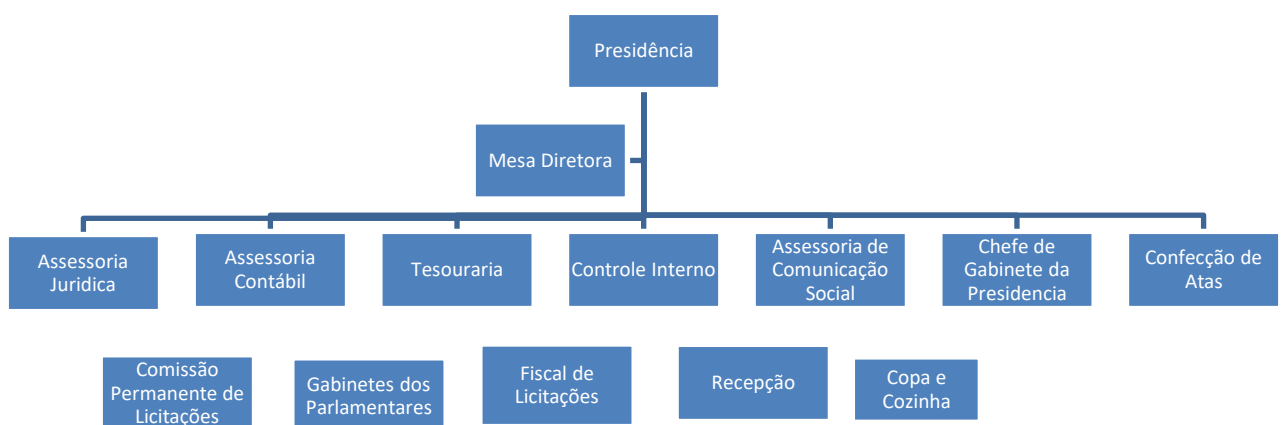 Presidência
Mesa Diretora
Assessoria
Juridica
Assessoria
Contábil
Tesouraria
Controle Interno
Assessoria de
Comunicação
Social
Chefe de
Gabinete da
Presidencia
Confecção de
Atas
Comissão
Permanente de
Licitações
Gabinetes dos
Parlamentares
Fiscal de
Licitações
Recepção
Copa e
Cozinha